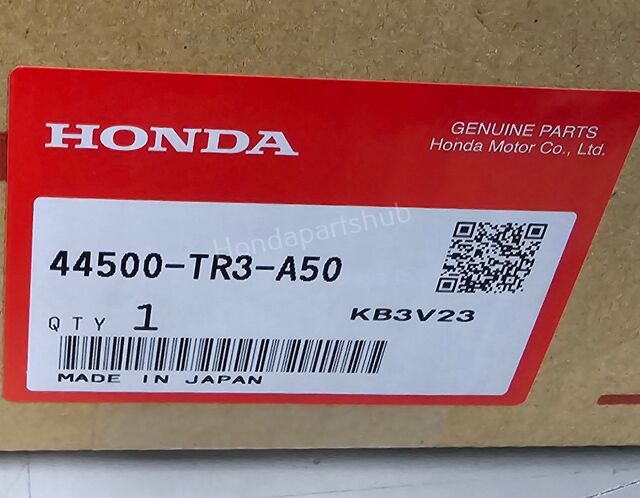 HONDA
GENUINE PARTS
Honda Motor Co., Ltd.
Hondapartshub
44500-TR3-A50
QTY 1
KB3V23
MADE IN JAPAN